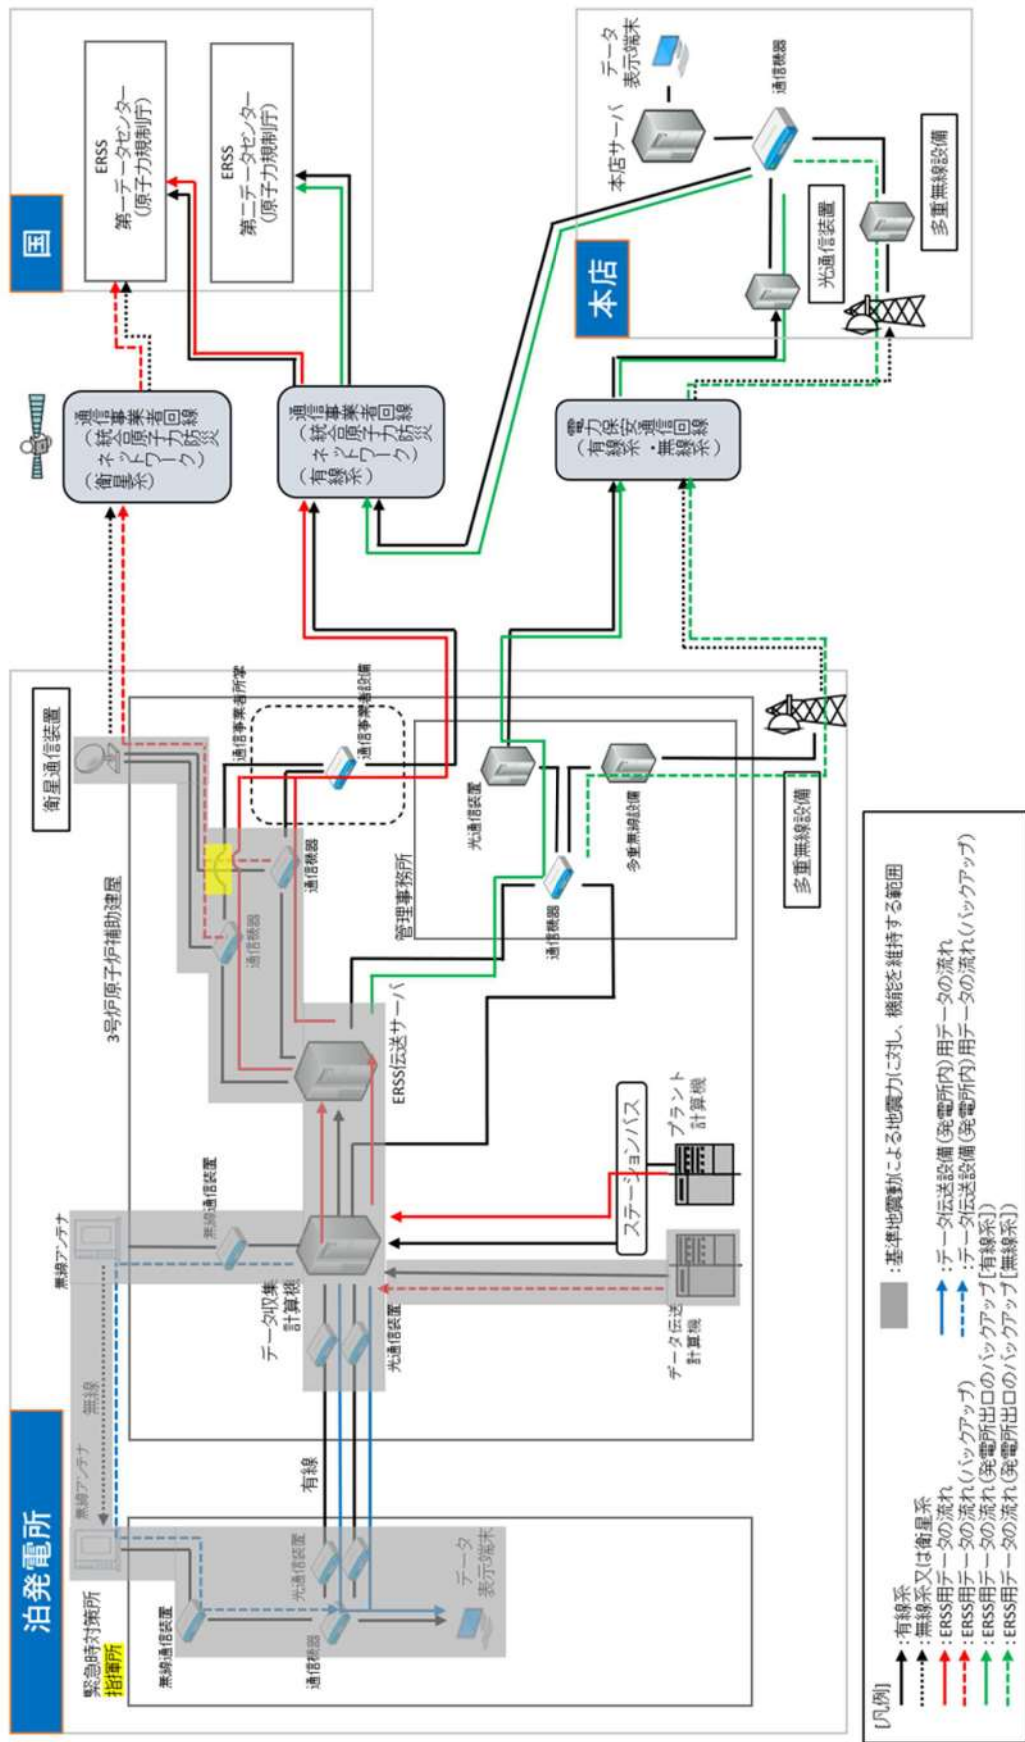 泊発電所
緊急時対策所
指揮所
無線アンテナ
無線
無線アンテナ
無線通信装置
光通信装置
通信機器
データ
表示端末
有線
3号炉原子炉補助建屋
無線通信装置
データ収集
計算機
光通信装置
データ伝送
計算機
ステーションバス
プラント
計算機
ERSS伝送サーバ
通信機器
通信機器
衛星通信装置
通信事業者所掌
通信事業者設備
管理事務所
通信機器
光通信装置
多重無線設備
多重無線設備
通信事業者回線
(統合原子力防災
ネットワーク)
(衛星系)
通信事業者回線
(統合原子力防災
ネットワーク)
(有線系)
電力保安通信回線
(有線系・無線系)
国
ERSS
第一データセンター
(原子力規制庁)
ERSS
第二データセンター
(原子力規制庁)
本店
本店サーバ
データ
表示端末
通信機器
光通信装置
多重無線設備
[凡例]
:有線系
:無線系又は衛星系
:ERSS用データの流れ
:ERSS用データの流れ(バックアップ)
:ERSS用データの流れ(発電所出口のバックアップ[有線系])
:ERSS用データの流れ(発電所出口のバックアップ[無線系])
:基準地震動による地震力に対し、機能を維持する範囲
:データ伝送設備(発電所内)用データの流れ
:データ伝送設備(発電所内)用データの流れ(バックアップ)